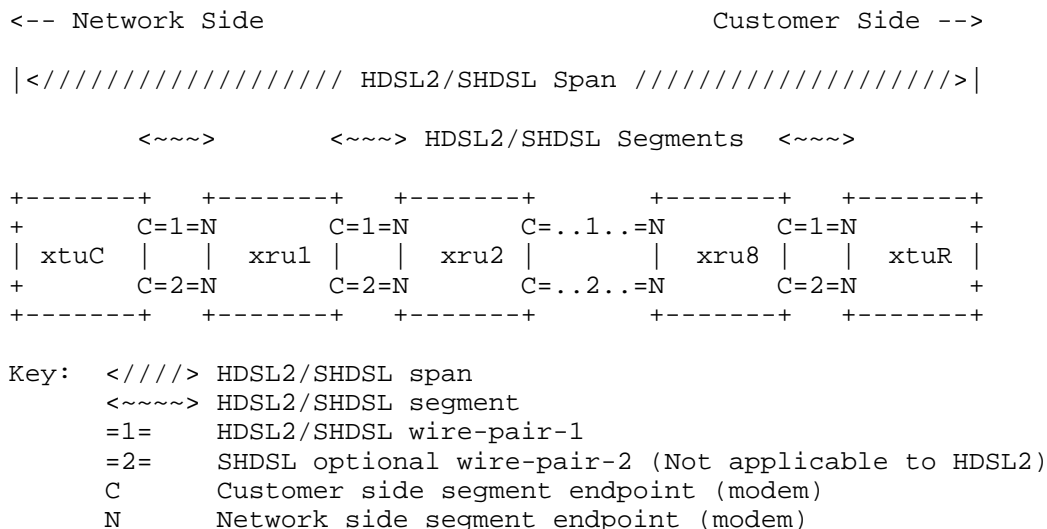 <-- Network Side                                     Customer Side -->
|<//////////////////// HDSL2/SHDSL Span ////////////////////>|
<~~~>          <~~~> HDSL2/SHDSL Segments   <~~~>
+-------+    +-------+    +-------+          +-------+    +-------+
+       C=1=N       C=1=N       C=..1..=N       C=1=N       +
| xtuC  |    |  xru1 |    |  xru2 |          |  xru8 |    |  xtuR |
+       C=2=N       C=2=N       C=..2..=N       C=2=N       +
+-------+    +-------+    +-------+          +-------+    +-------+
Key:  <////> HDSL2/SHDSL span
<~~~~> HDSL2/SHDSL segment
=1=    HDSL2/SHDSL wire-pair-1
=2=    SHDSL optional wire-pair-2 (Not applicable to HDSL2)
C      Customer side segment endpoint (modem)
N      Network side segment endpoint (modem)